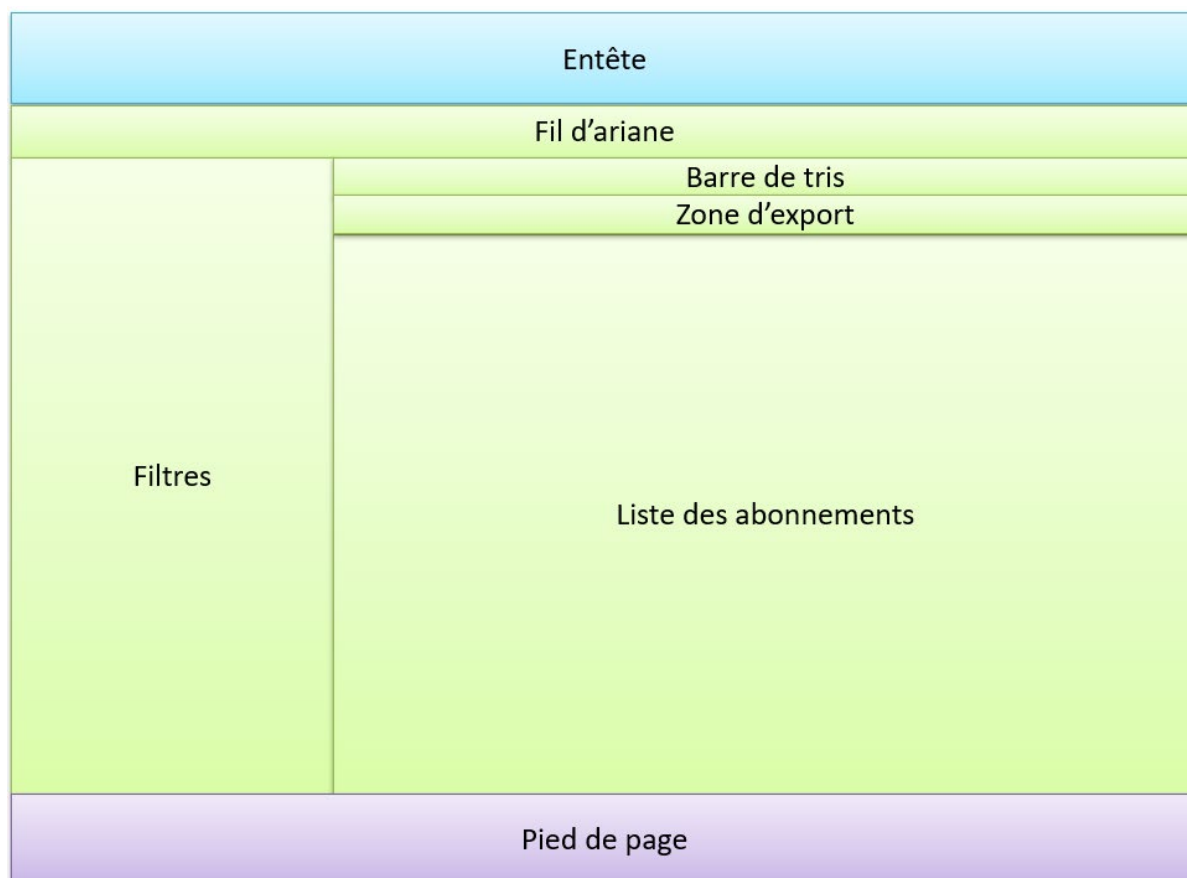 Entête
Fil d’ariane
Barre de tris
Zone d’export
Filtres
Liste des abonnements
Pied de page